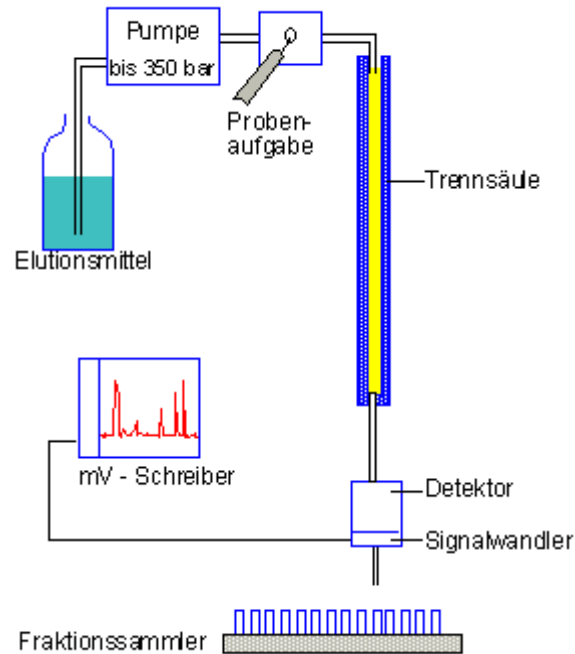 Pumpe
bis 350 bar
Proben-
aufgabe
Trennsäule
Elutionsmittel
mV - Schreiber
Detektor
Signalwandler
Fraktionssammler